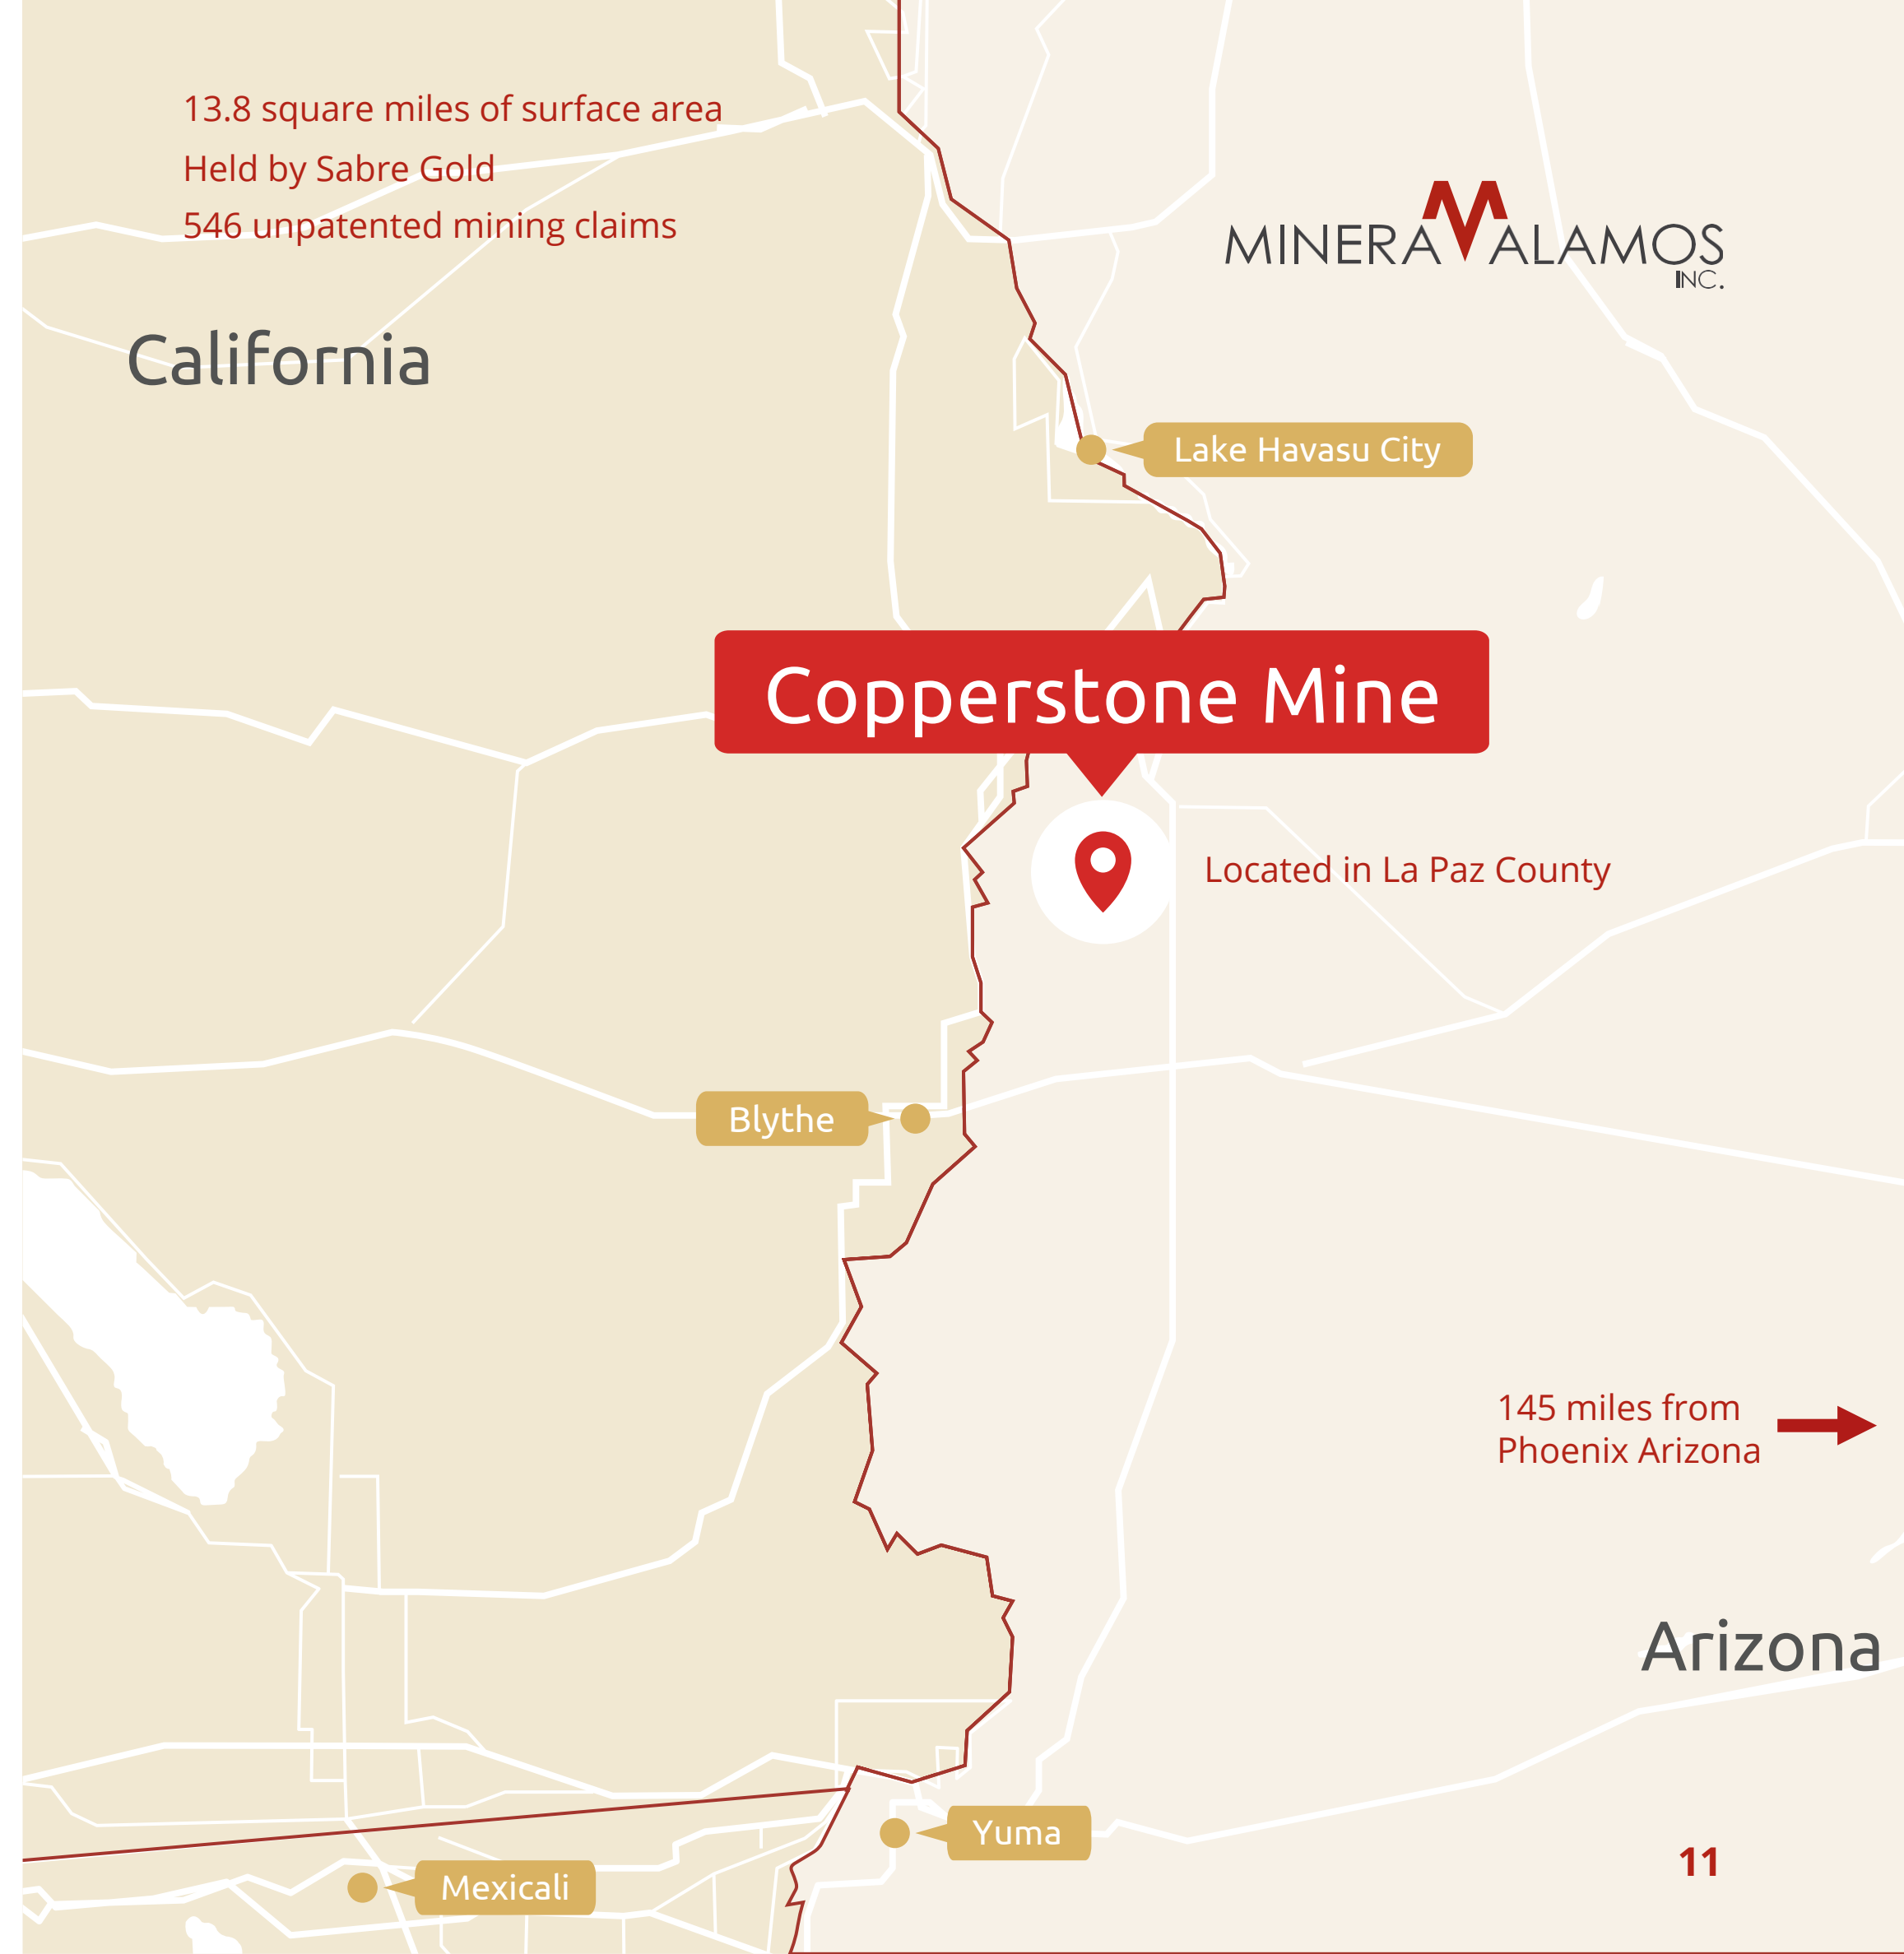 13.8 square miles of surface area
Held by Sabre Gold
546 unpatented mining claims
MINERA ALAMOS
INC.
California
Lake Havasu City
Copperstone Mine
Located in La Paz County
Blythe
145 miles from
Phoenix Arizona
Arizona
Yuma
11
Mexicali